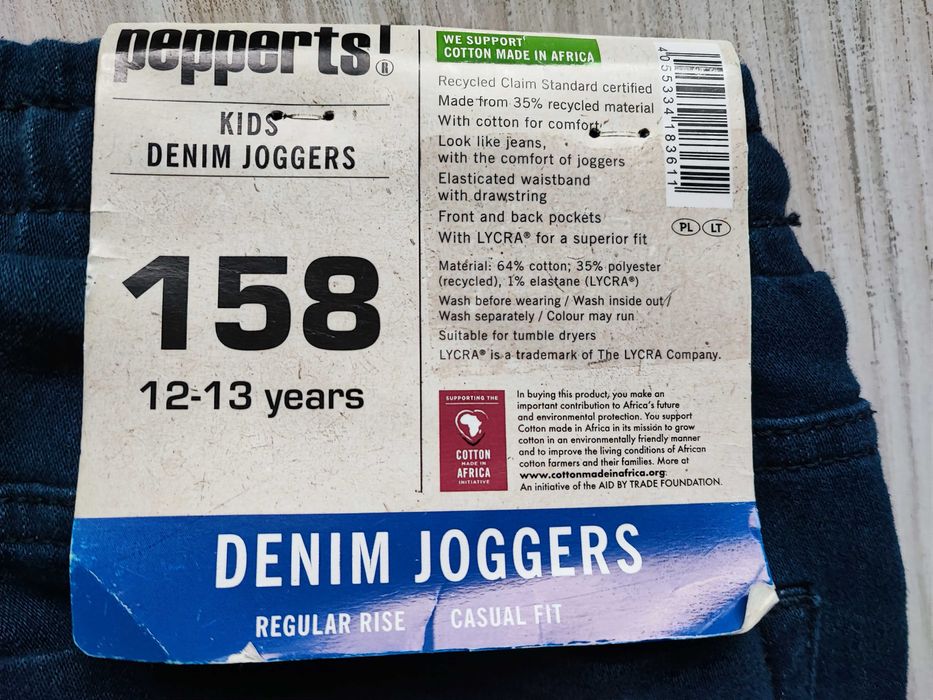 pepperts!®
KIDS
DENIM JOGGERS
158
12-13 years
WE SUPPORT
COTTON MADE IN AFRICA
Recycled Claim Standard certified
Made from 35% recycled material
With cotton for comfort
Look like jeans,
with the comfort of joggers
Elasticated waistband
with drawstring
Front and back pockets
With LYCRA® for a superior fit
Material: 64% cotton; 35% polyester
(recycled), 1% elastane (LYCRA®)
Wash before wearing / Wash inside out /
Wash separately / Colour may run
Suitable for tumble dryers
LYCRA® is a trademark of The LYCRA Company.
4055334183611
PL LT
SUPPORTING THE
COTTON
MADE IN
AFRICA
INITIATIVE
In buying this product, you make an
important contribution to Africa's future
and environmental protection. You support
Cotton made in Africa in its mission to grow
cotton in an environmentally friendly manner
and to improve the living conditions of African
cotton farmers and their families. More at
www.cottonmadeinafrica.org.
An initiative of the AID BY TRADE FOUNDATION.
DENIM JOGGERS
REGULAR RISE CASUAL FIT